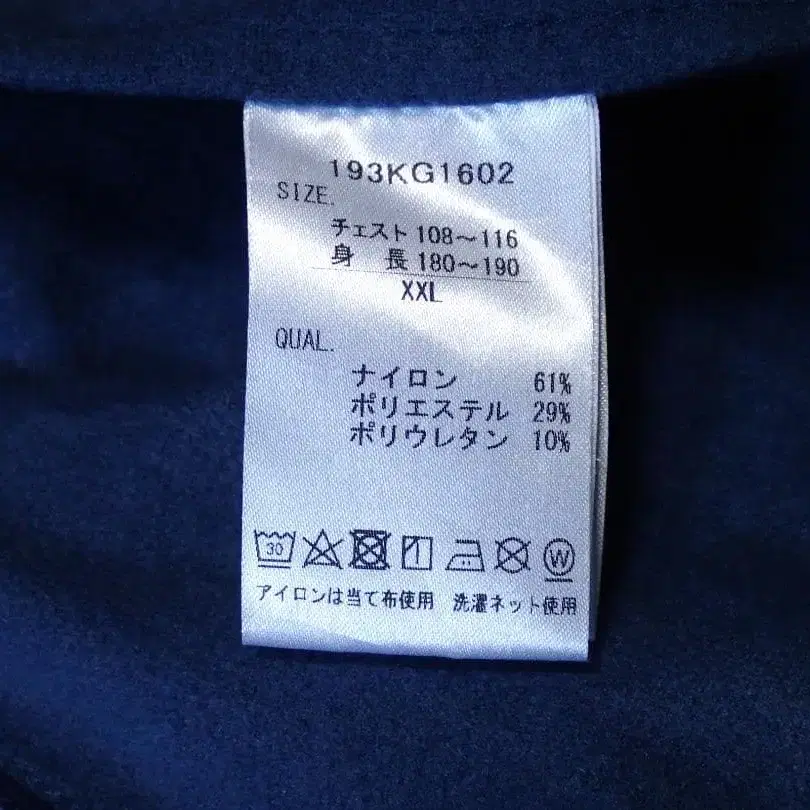 193KG1602
SIZE.
チェスト 108～116
身 長 180～190
XXL
QUAL.
ナイロン 61%
ポリエステル 29%
ポリウレタン 10%
30 W
アイロンは当て布使用 洗濯ネット使用